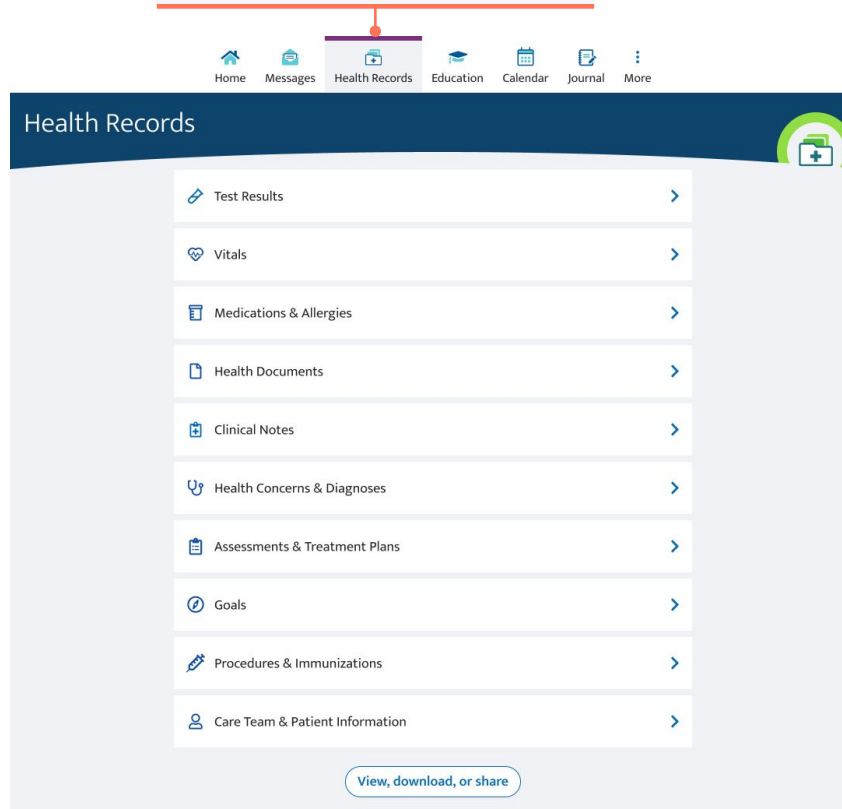 Home Messages Health Records Education Calendar Journal More
Health Records
Test Results
Vitals
Medications & Allergies
Health Documents
Clinical Notes
Health Concerns & Diagnoses
Assessments & Treatment Plans
Goals
Procedures & Immunizations
Care Team & Patient Information
View, download, or share